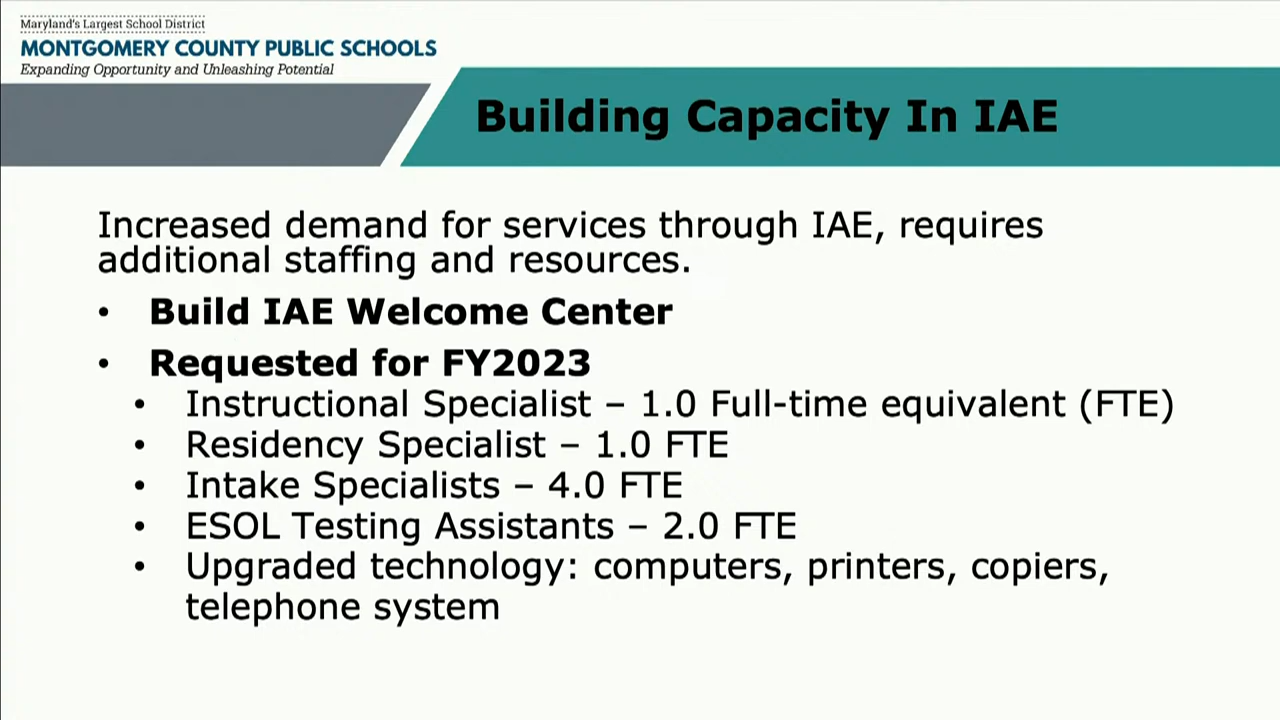 Maryland's Largest School District
MONTGOMERY COUNTY PUBLIC SCHOOLS
Expanding Opportunity and Unleashing Potential
Building Capacity In IAE
Increased demand for services through IAE, requires
additional staffing and resources.
• Build IAE Welcome Center
• Requested for FY2023
• Instructional Specialist – 1.0 Full-time equivalent (FTE)
• Residency Specialist – 1.0 FTE
• Intake Specialists – 4.0 FTE
• ESOL Testing Assistants – 2.0 FTE
• Upgraded technology: computers, printers, copiers,
telephone system